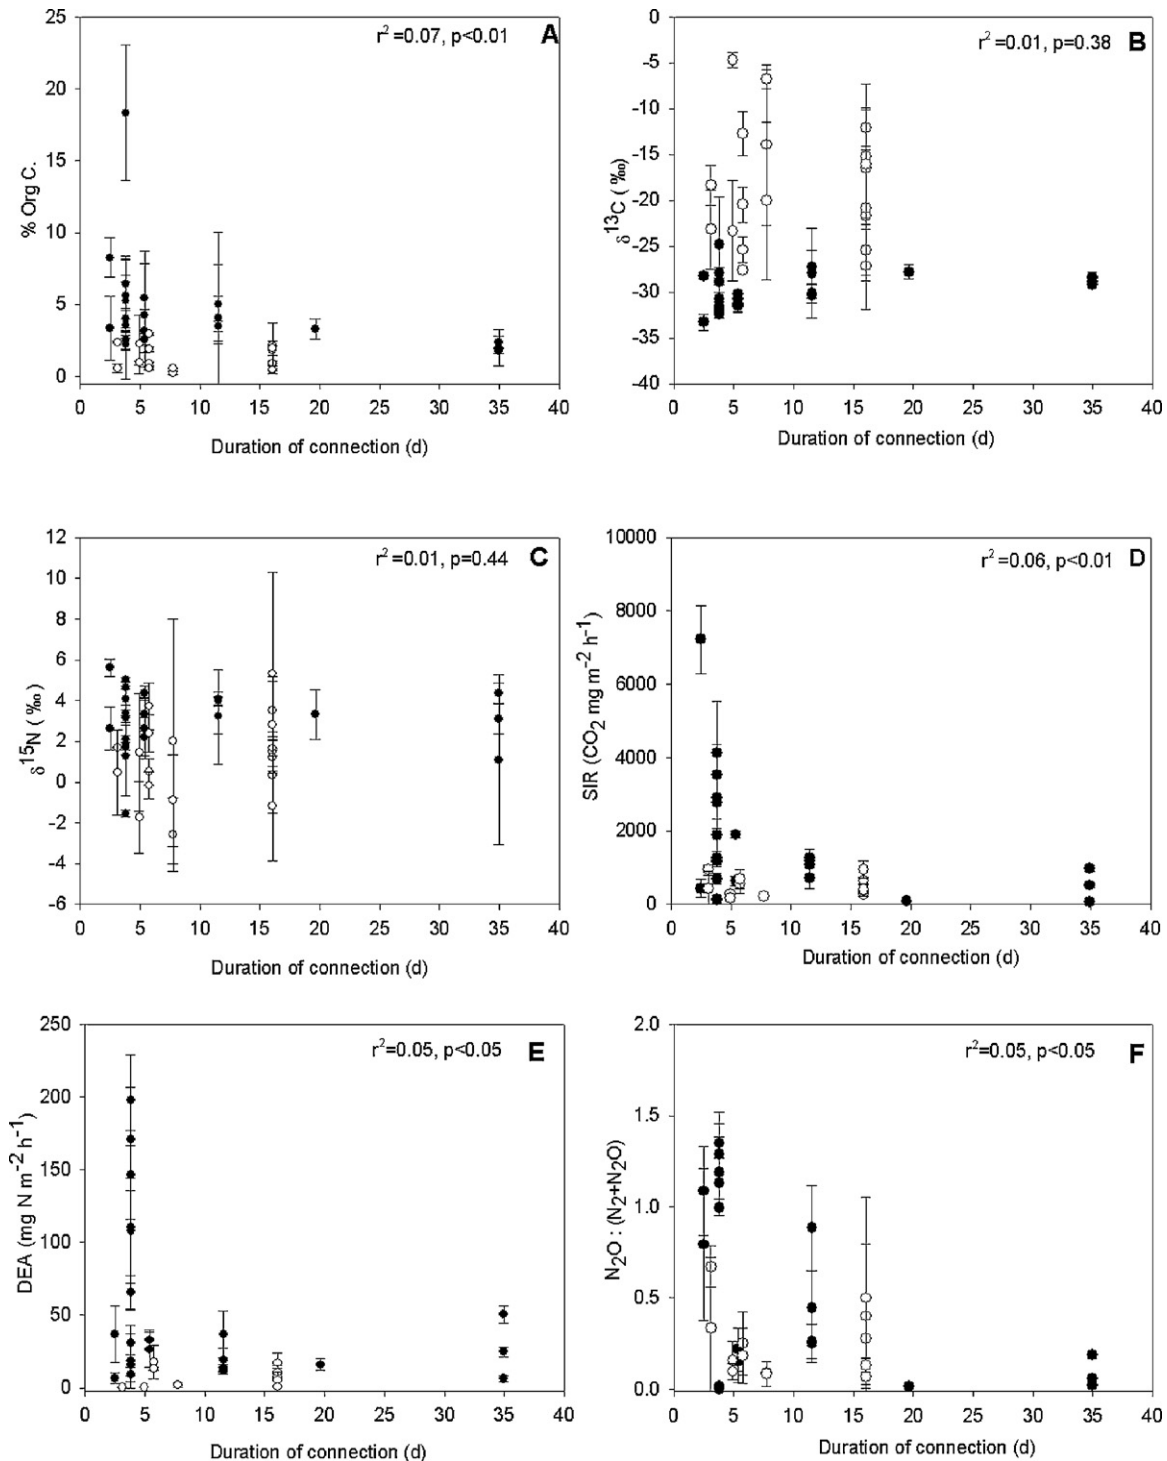 r²=0.07, p<0.01 A
25
20
15
10
5
0
% Org C.
0 5 10 15 20 25 30 35 40
Duration of connection (d)
r²=0.01, p=0.38 B
0
-5
-10
-15
-20
-25
-30
-35
-40
δ¹³C ( ‰)
0 5 10 15 20 25 30 35 40
Duration of connection (d)
r²=0.01, p=0.44 C
12
10
8
6
4
2
0
-2
-4
-6
δ¹⁵N ( ‰)
0 5 10 15 20 25 30 35 40
Duration of connection (d)
r²=0.06, p<0.01 D
10000
8000
6000
4000
2000
0
SIR (CO₂ mg m⁻² h⁻¹)
0 5 10 15 20 25 30 35 40
Duration of connection (d)
r²=0.05, p<0.05 E
250
200
150
100
50
0
DEA (mg N m⁻² h⁻¹)
0 5 10 15 20 25 30 35 40
Duration of connection (d)
r²=0.05, p<0.05 F
2.0
1.5
1.0
0.5
0.0
N₂O : (N₂+N₂O)
0 5 10 15 20 25 30 35 40
Duration of connection (d)